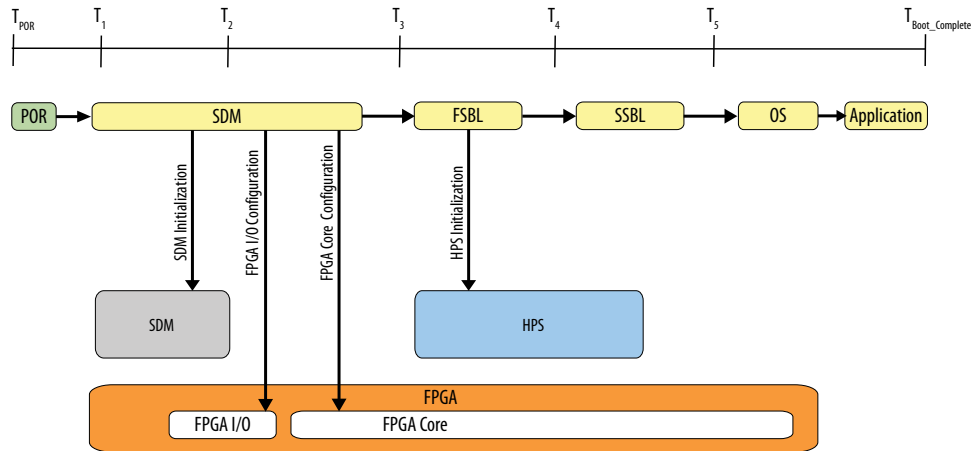 T_POR T_1 T_2 T_3 T_4 T_5 T_Boot_Complete
POR SDM FSBL SSBL OS Application
SDM Initialization
FPGA I/O Configuration
FPGA Core Configuration
HPS Initialization
SDM
HPS
FPGA
FPGA I/O
FPGA Core